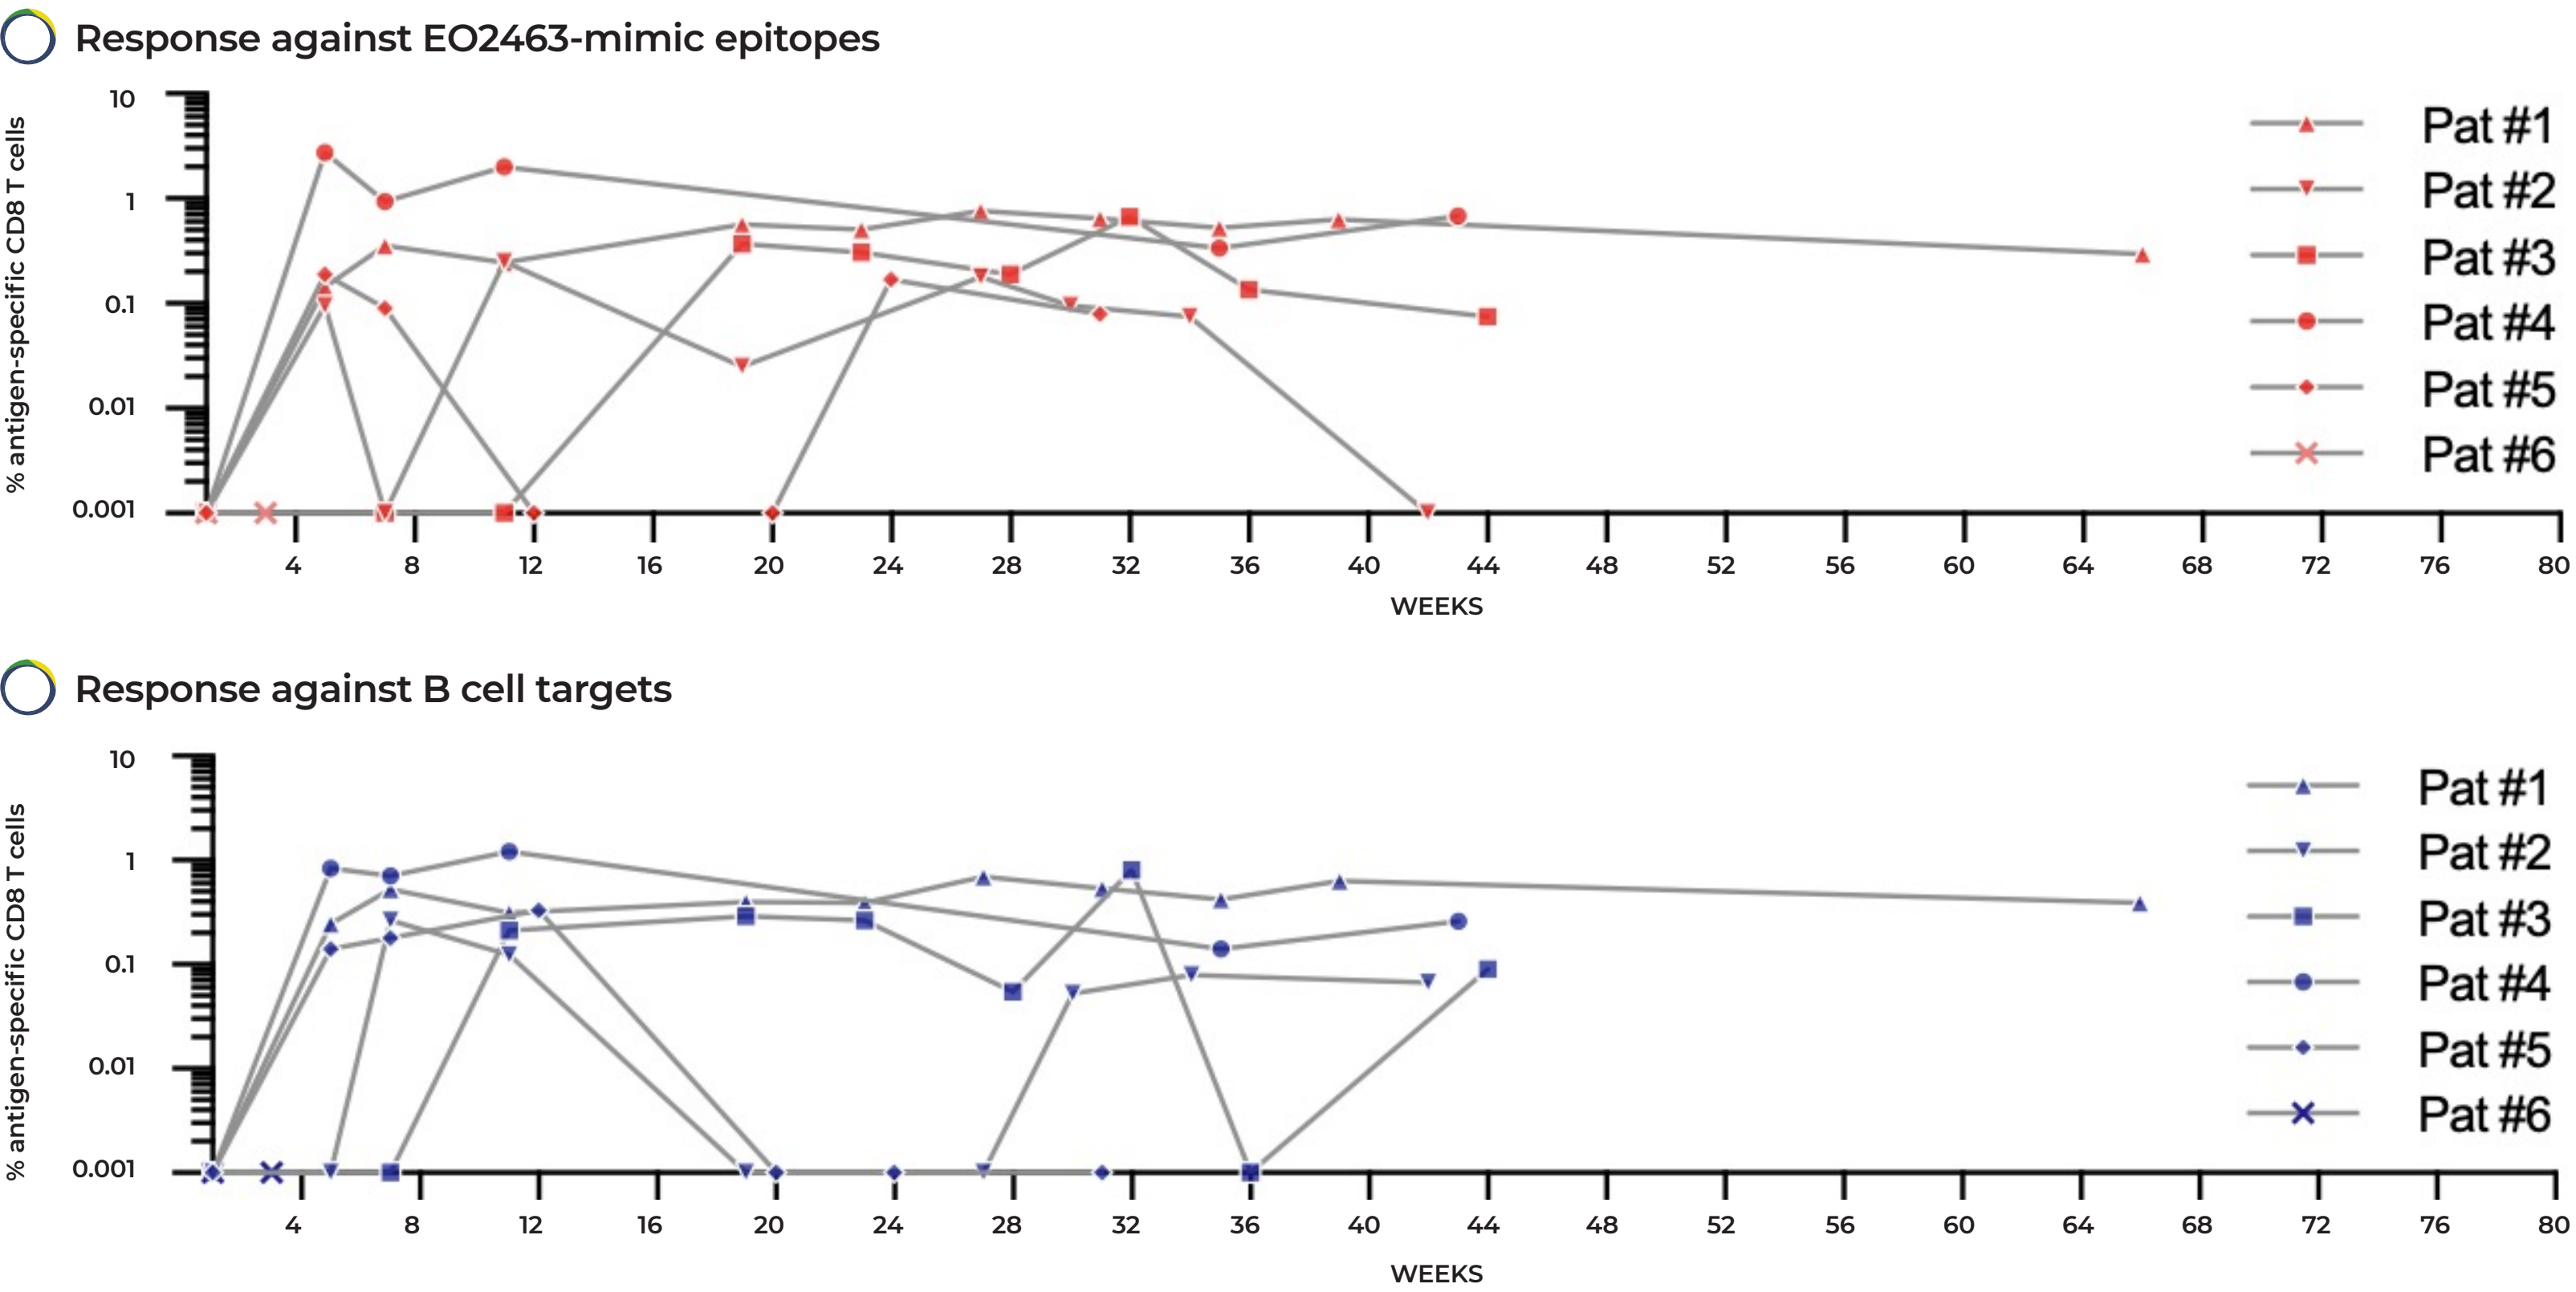 Response against EO2463-mimic epitopes
% antigen-specific CD8 T cells
10
1
0.1
0.01
0.001
4 8 12 16 20 24 28 32 36 40 44 48 52 56 60 64 68 72 76 80
WEEKS
Pat #1
Pat #2
Pat #3
Pat #4
Pat #5
Pat #6
Response against B cell targets
% antigen-specific CD8 T cells
10
1
0.1
0.01
0.001
4 8 12 16 20 24 28 32 36 40 44 48 52 56 60 64 68 72 76 80
WEEKS
Pat #1
Pat #2
Pat #3
Pat #4
Pat #5
Pat #6